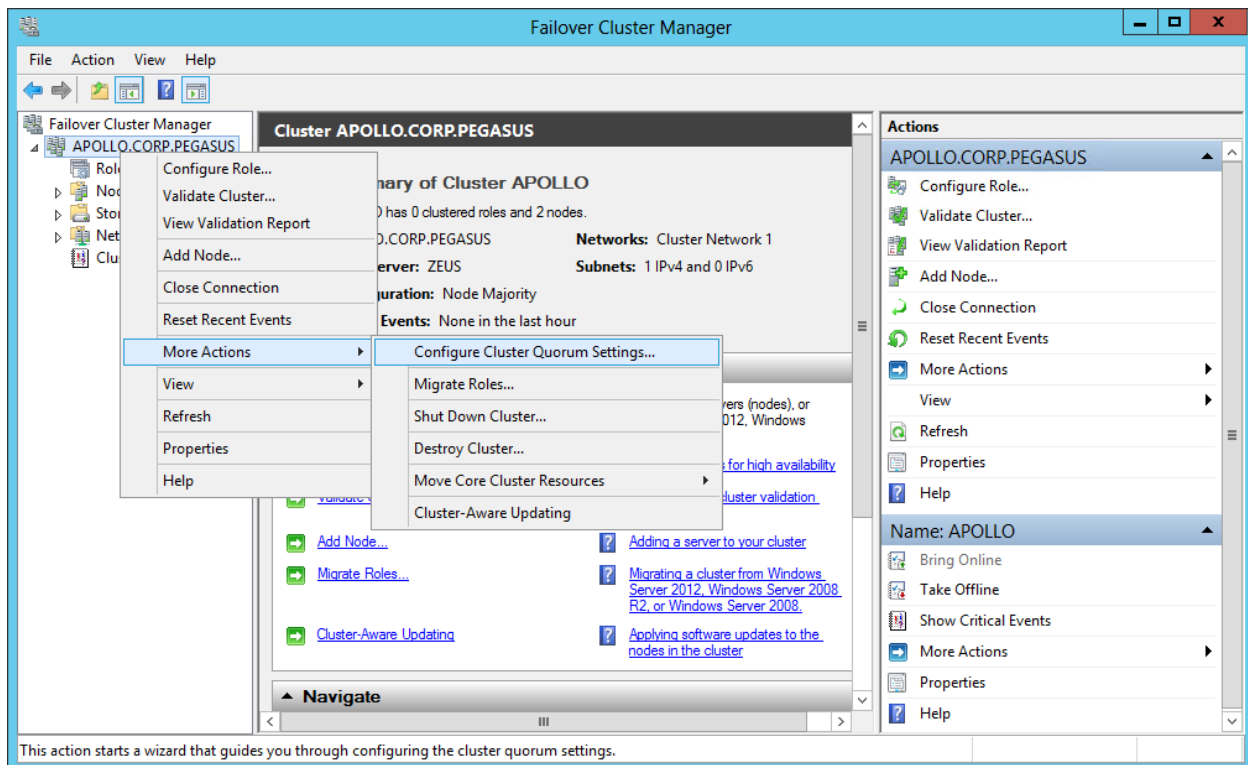 Failover Cluster Manager
File Action View Help
Failover Cluster Manager
APOLLO.CORP.PEGASUS
Configure Role...
Validate Cluster...
View Validation Report
Add Node...
Close Connection
Reset Recent Events
More Actions
View
Refresh
Properties
Help
Configure Cluster Quorum Settings...
Migrate Roles...
Shut Down Cluster...
Destroy Cluster...
Move Core Cluster Resources
Cluster-Aware Updating
Cluster APOLLO.CORP.PEGASUS
of Cluster APOLLO
has 0 clustered roles and 2 nodes.
.CORP.PEGASUS Networks: Cluster Network 1
ZEUS Subnets: 1 IPv4 and 0 IPv6
Node Majority
Events: None in the last hour
(nodes), or
Windows
for high availability
cluster validation
Add Node... Adding a server to your cluster
Migrate Roles... Migrating a cluster from Windows
Server 2012, Windows Server 2008
R2, or Windows Server 2008.
Cluster-Aware Updating Applying software updates to the
nodes in the cluster
Navigate
Actions
APOLLO.CORP.PEGASUS
Configure Role...
Validate Cluster...
View Validation Report
Add Node...
Close Connection
Reset Recent Events
More Actions
View
Refresh
Properties
Help
Name: APOLLO
Bring Online
Take Offline
Show Critical Events
More Actions
Properties
Help
This action starts a wizard that guides you through configuring the cluster quorum settings.